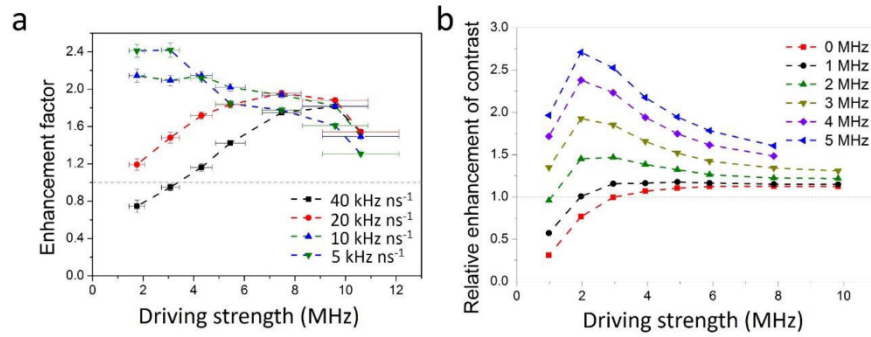 a
Enhancement factor
2.4
2.0
1.6
1.2
0.8
0.4
0.0
0 2 4 6 8 10 12
Driving strength (MHz)
40 kHz ns⁻¹
20 kHz ns⁻¹
10 kHz ns⁻¹
5 kHz ns⁻¹
b
Relative enhancement of contrast
3.0
2.5
2.0
1.5
1.0
0.5
0.0
0 2 4 6 8 10
Driving strength (MHz)
0 MHz
1 MHz
2 MHz
3 MHz
4 MHz
5 MHz